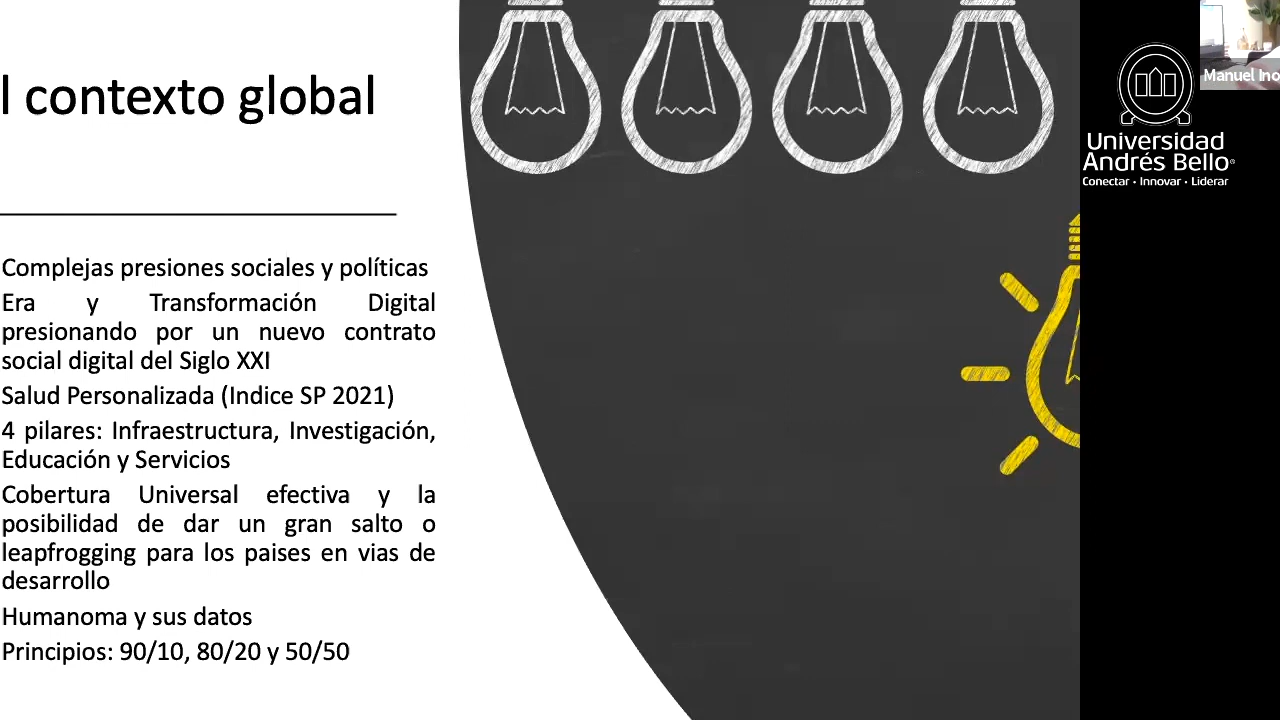 l contexto global
Complejas presiones sociales y políticas
Era y Transformación Digital
presionando por un nuevo contrato
social digital del Siglo XXI
Salud Personalizada (Indice SP 2021)
4 pilares: Infraestructura, Investigación,
Educación y Servicios
Cobertura Universal efectiva y la
posibilidad de dar un gran salto o
leapfrogging para los paises en vias de
desarrollo
Humanoma y sus datos
Principios: 90/10, 80/20 y 50/50
Manuel Ino
Universidad
Andrés Bello®
Conectar • Innovar • Liderar